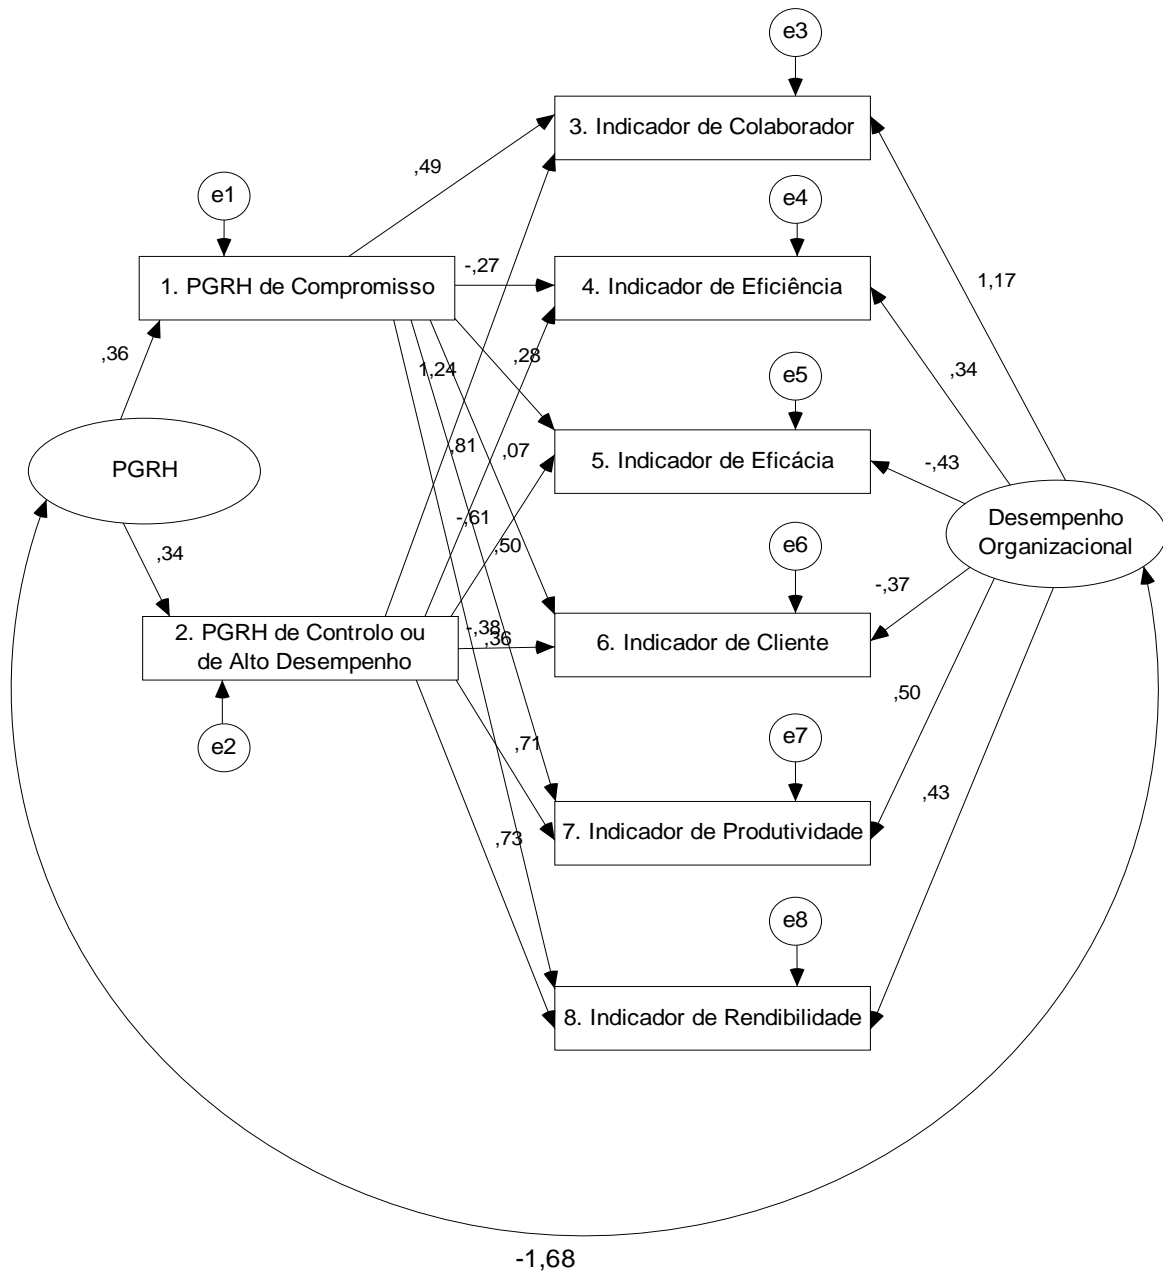 e3
3. Indicador de Colaborador
,49
e1
e4
1. PGRH de Compromisso
-,27
4. Indicador de Eficiência
1,17
,36
1,24
,28
e5
,34
PGRH
,81
,07
5. Indicador de Eficácia
-,43
Desempenho
Organizacional
-,61
,34
,50
e6
-,37
2. PGRH de Controlo ou
de Alto Desempenho
-,38
,36
6. Indicador de Cliente
,50
e2
,71
e7
,43
,73
7. Indicador de Produtividade
e8
8. Indicador de Rendibilidade
-1,68